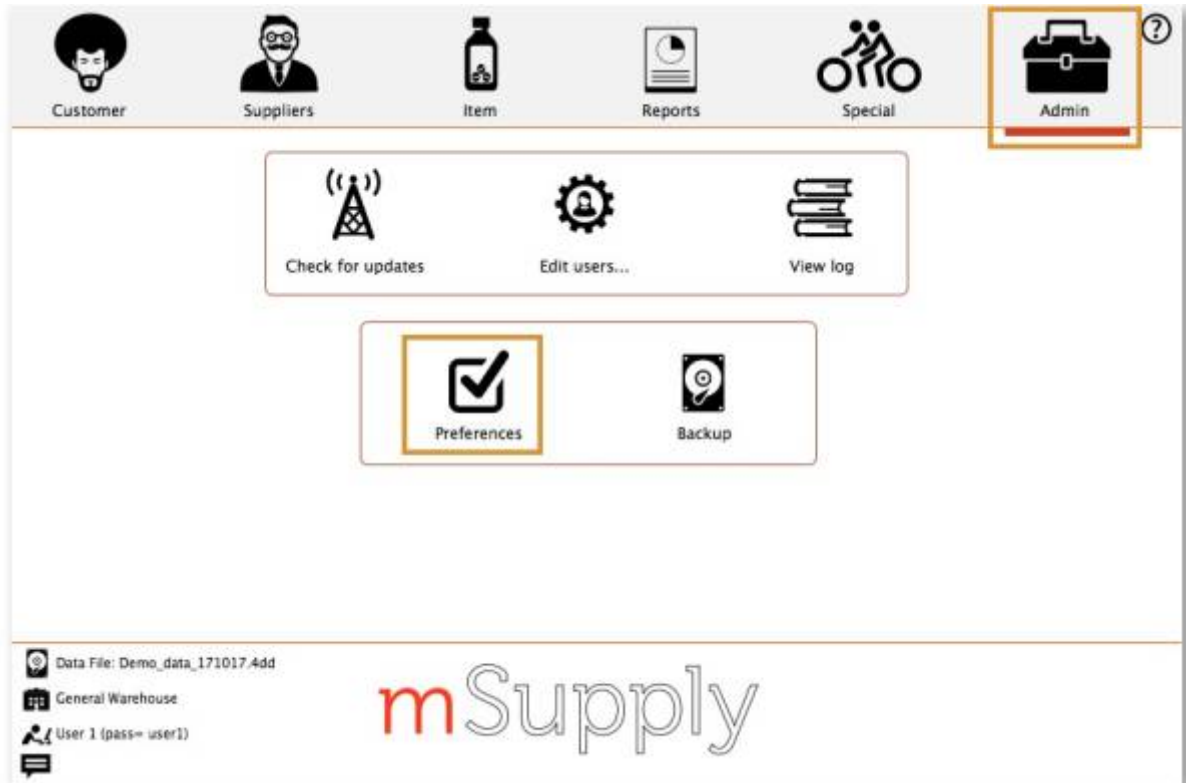 Customer Suppliers Item Reports Special Admin ?
Check for updates Edit users... View log
Preferences Backup
Data File: Demo_data_171017.4dd
General Warehouse
User 1 (pass= user1)
mSupply